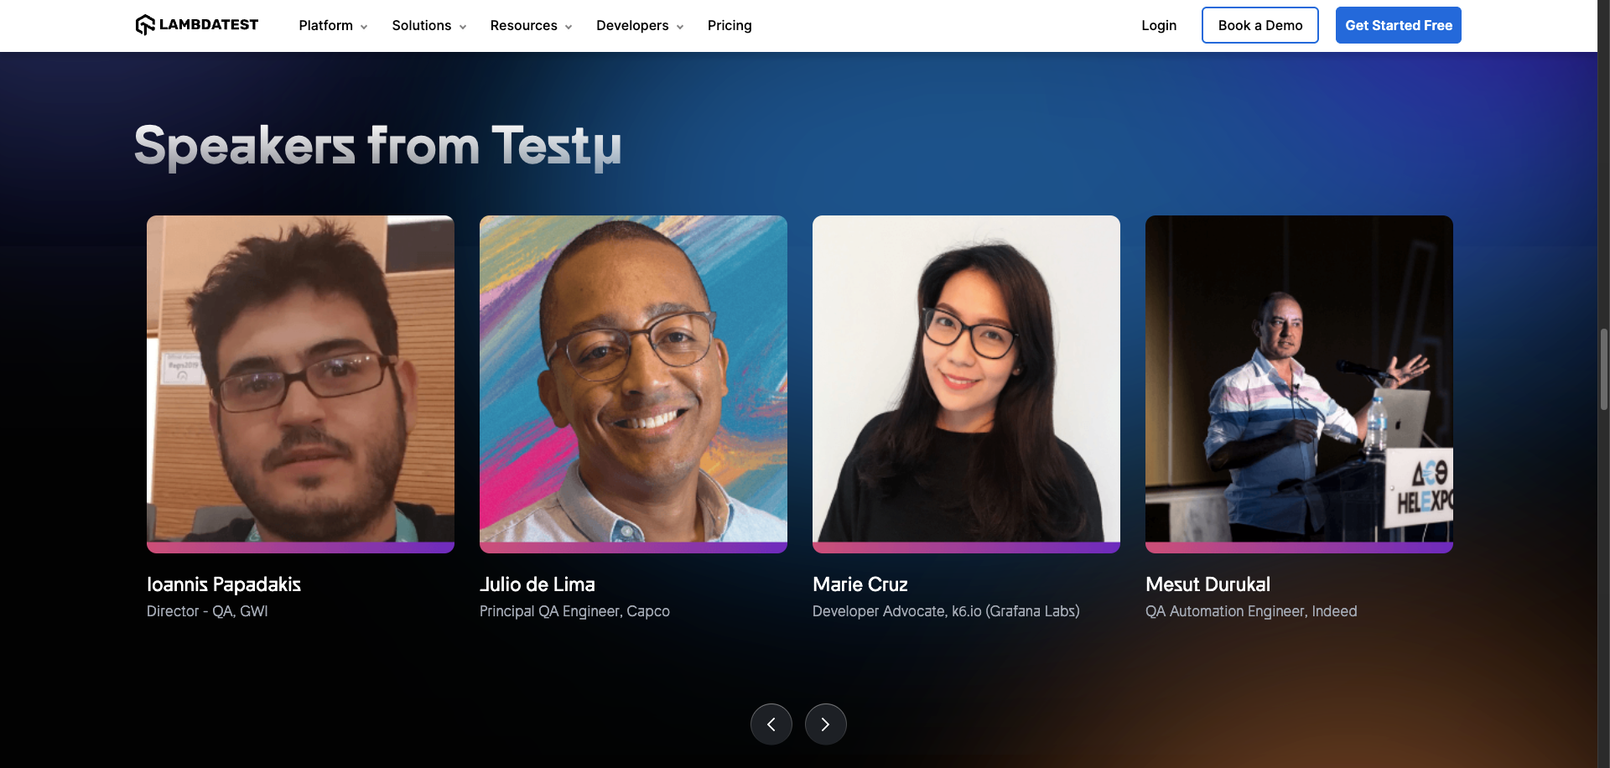 LAMBDATEST Platform Solutions Resources Developers Pricing Login Book a Demo Get Started Free
Speakers from Testμ
HELEXPO
Ioannis Papadakis Julio de Lima Marie Cruz Mesut Durukal
Director - QA, GWI Principal QA Engineer, Capco Developer Advocate, k6.io (Grafana Labs) QA Automation Engineer, Indeed